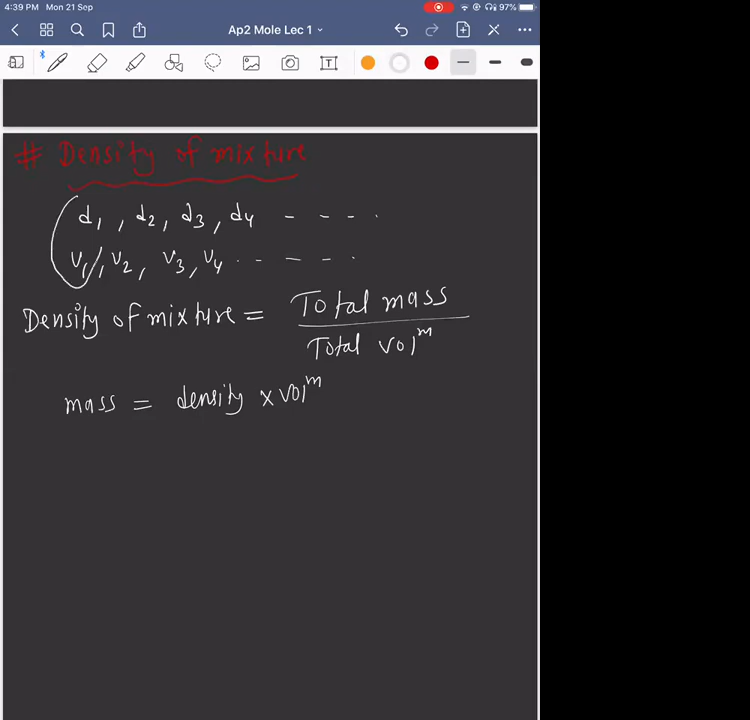 4:39 PM Mon 21 Sep 97%
Ap2 Mole Lec 1
T
# Density of mixture
d1 , d2 , d3 , d4 - - - - .
V1 , V2 , V3 , V4 . . - - - .
Density of mixture = Total mass / Total volᵐ
mass = density x volᵐ